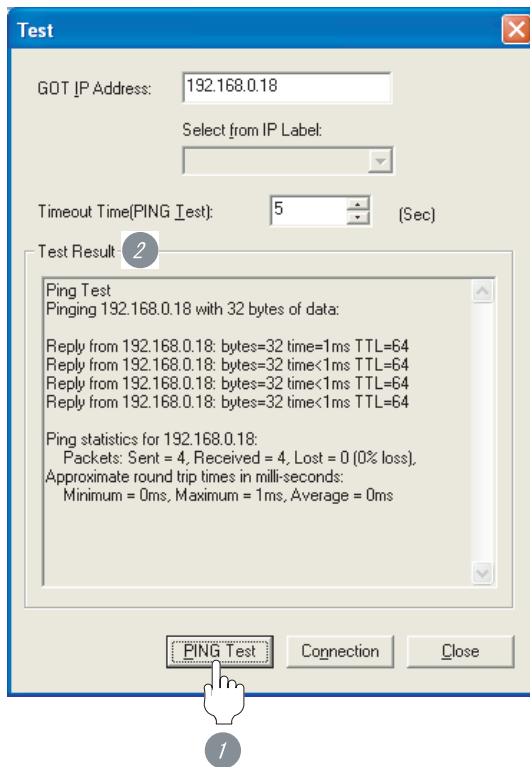 Test
GOT IP Address: 192.168.0.18
Select from IP Label:
Timeout Time(PING Test): 5 (Sec)
Test Result 2
Ping Test
Pinging 192.168.0.18 with 32 bytes of data:
Reply from 192.168.0.18: bytes=32 time=1ms TTL=64
Reply from 192.168.0.18: bytes=32 time<1ms TTL=64
Reply from 192.168.0.18: bytes=32 time<1ms TTL=64
Reply from 192.168.0.18: bytes=32 time<1ms TTL=64
Ping statistics for 192.168.0.18:
Packets: Sent = 4, Received = 4, Lost = 0 (0% loss),
Approximate round trip times in milli-seconds:
Minimum = 0ms, Maximum = 1ms, Average = 0ms
PING Test Connection Close
1